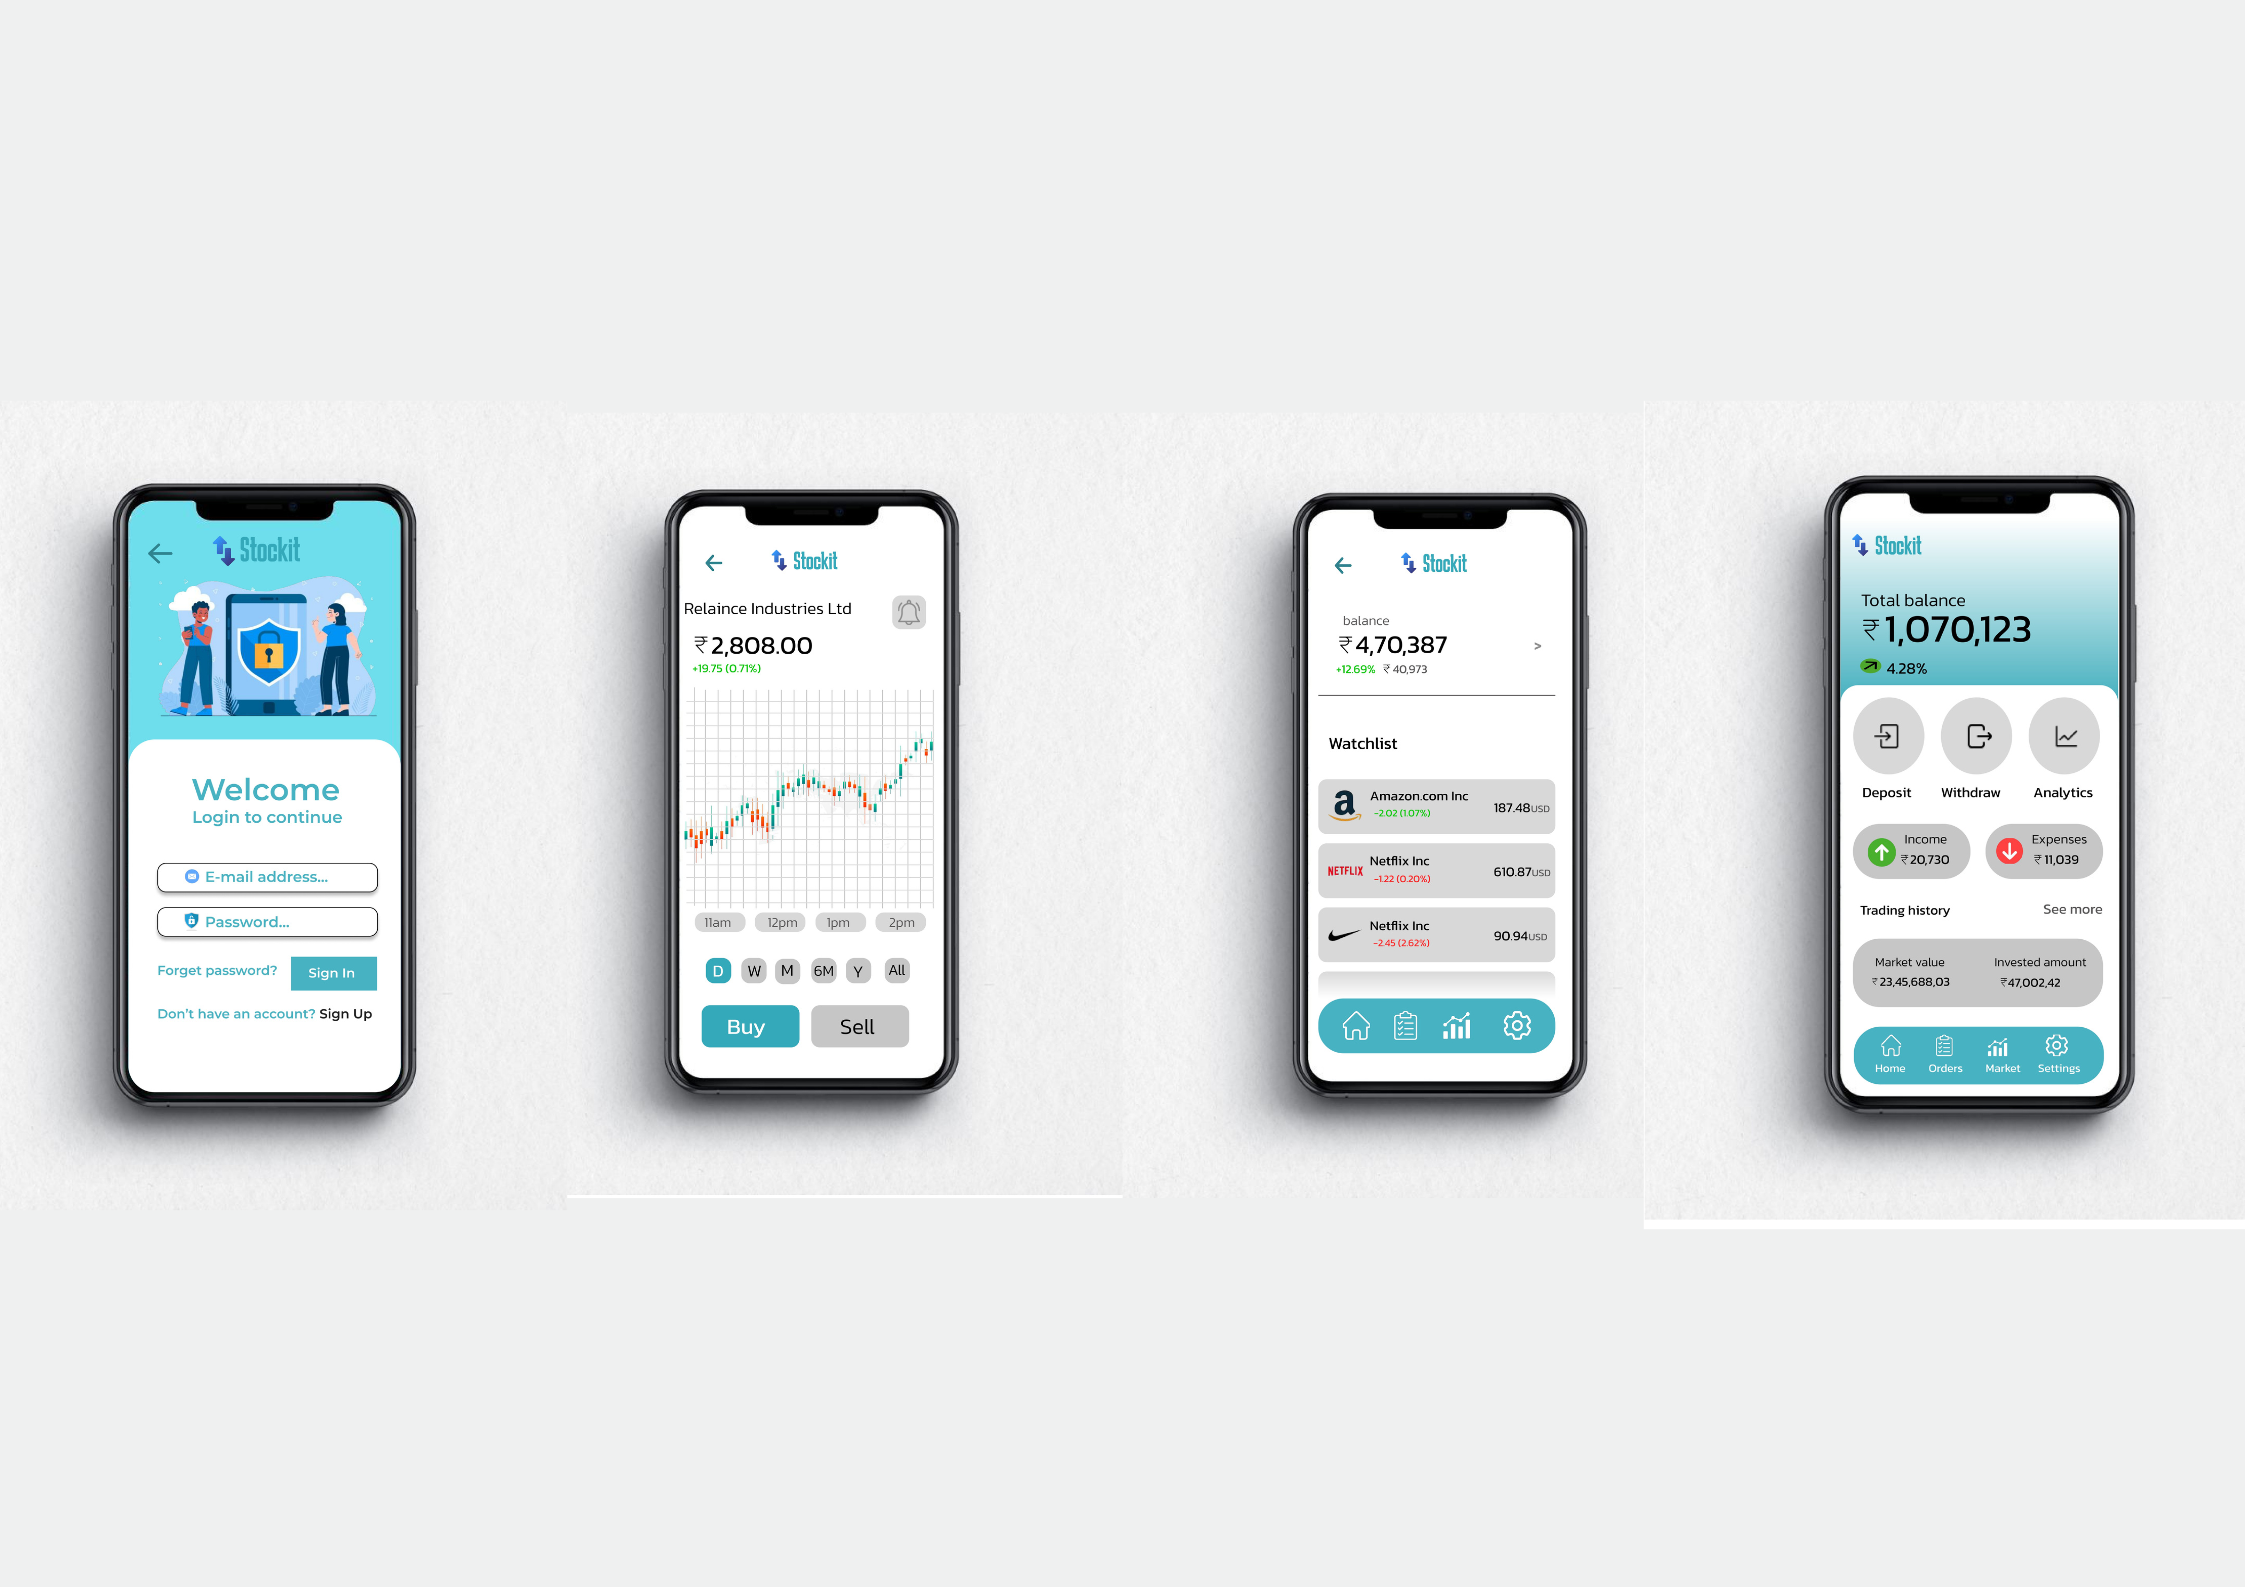 Stockit
Welcome
Login to continue
E-mail address...
Password...
Forget password? Sign In
Don't have an account? Sign Up
Stockit
Relaince Industries Ltd
₹2,808.00
+19.75 (0.71%)
11am 12pm 1pm 2pm
D W M 6M Y All
Buy Sell
Stockit
balance
₹4,70,387 >
+12.69% ₹40,973
Watchlist
a Amazon.com Inc
-2.02 (1.07%)
187.48USD
NETFLIX Netflix Inc
-1.22 (0.20%)
610.87USD
Netflix Inc
-2.45 (2.62%)
90.94USD
Stockit
Total balance
₹1,070,123
4.28%
Deposit Withdraw Analytics
Income
₹20,730
Expenses
₹11,039
Trading history See more
Market value Invested amount
₹23,45,688,03 ₹47,002,42
Home Orders Market Settings